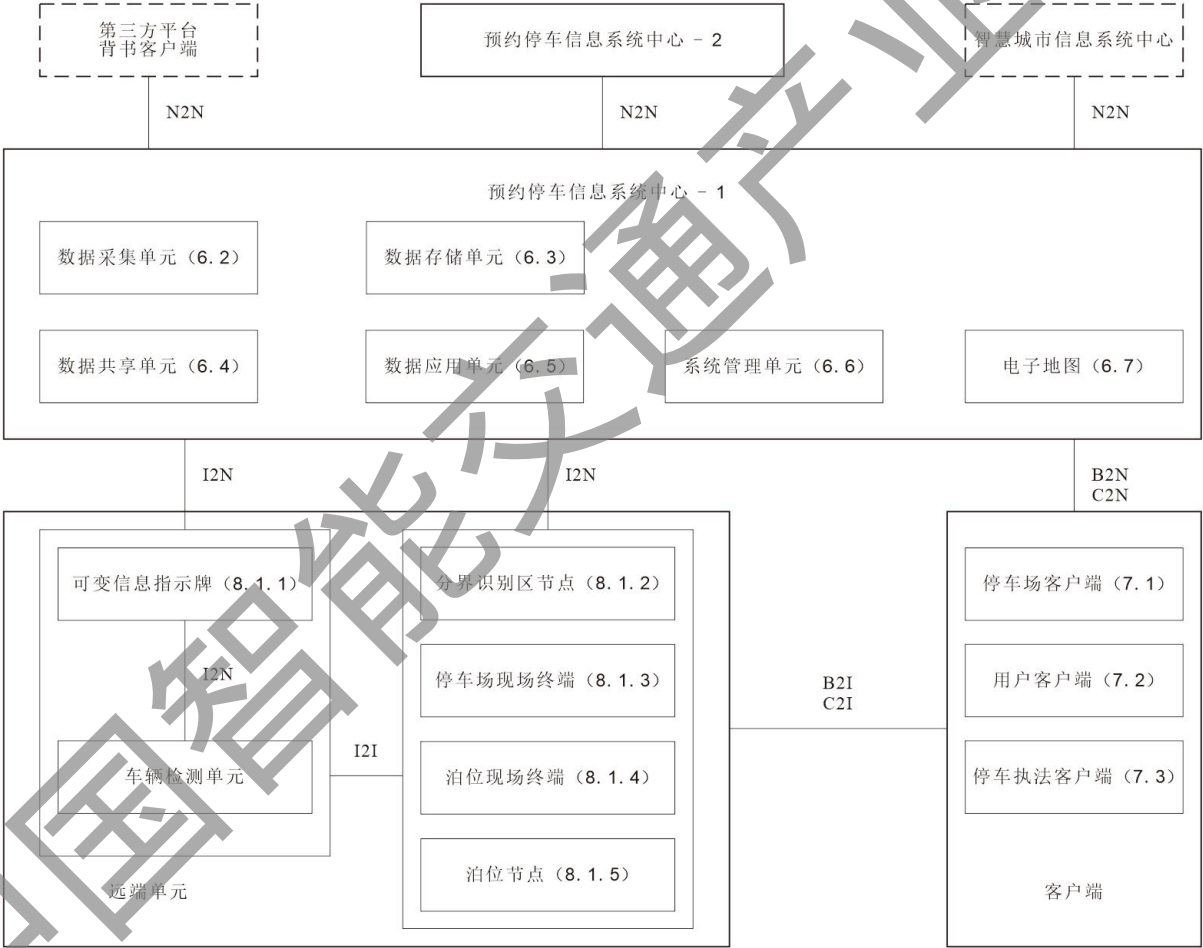 第三方平台
背书客户端
预约停车信息系统中心 - 2
智慧城市信息系统中心
N2N
N2N
N2N
预约停车信息系统中心 - 1
数据采集单元（6.2）
数据存储单元（6.3）
数据共享单元（6.4）
数据应用单元（6.5）
系统管理单元（6.6）
电子地图（6.7）
I2N
I2N
B2N
C2N
可变信息指示牌（8.1.1）
分界识别区节点（8.1.2）
停车场客户端（7.1）
I2N
停车场现场终端（8.1.3）
B2I
C2I
用户客户端（7.2）
I2I
车辆检测单元
泊位现场终端（8.1.4）
停车执法客户端（7.3）
泊位节点（8.1.5）
远端单元
客户端
中国智能交通产业